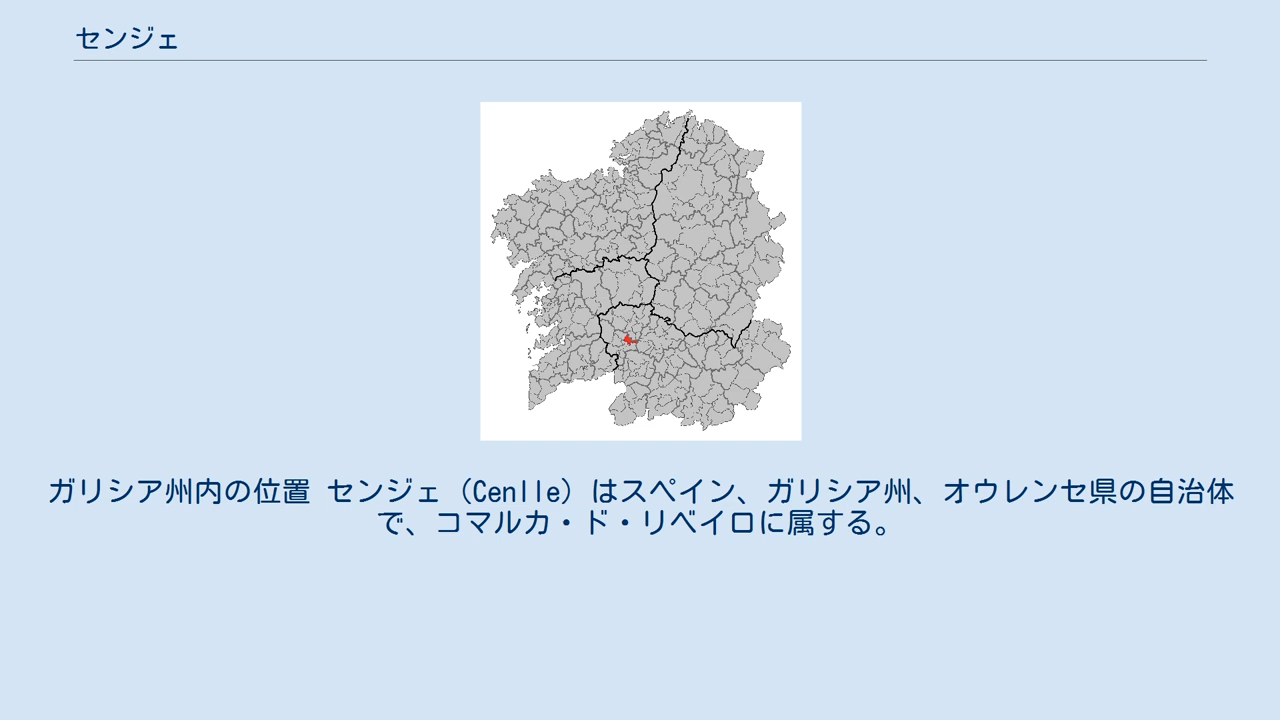 センジェ
ガリシア州内の位置 センジェ（Cenlle）はスペイン、ガリシア州、オウレンセ県の自治体
で、コマルカ・ド・リベイロに属する。